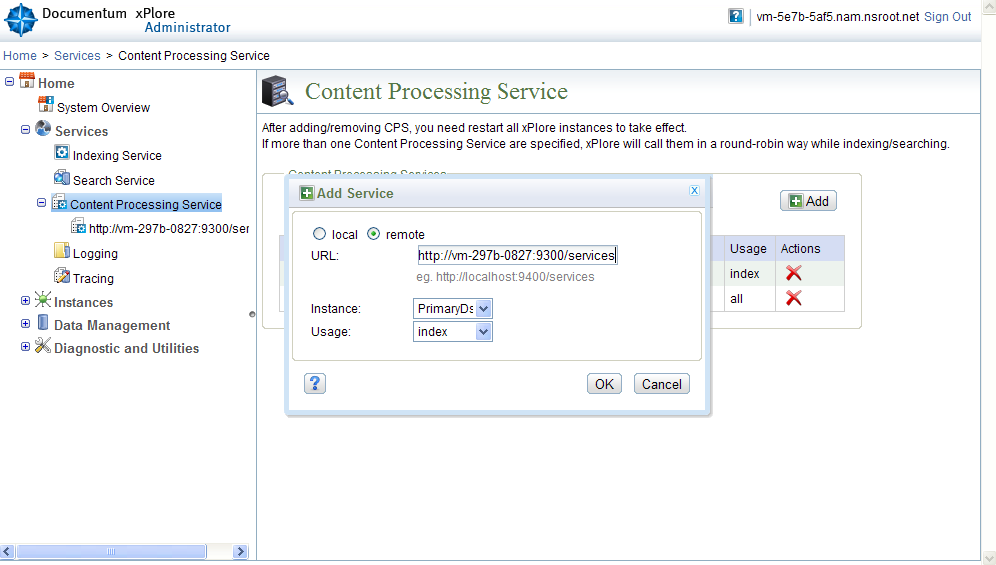 Documentum xPlore
Administrator
vm-5e7b-5af5.nam.nsroot.net Sign Out
Home > Services > Content Processing Service
Home
System Overview
Services
Indexing Service
Search Service
Content Processing Service
http://vm-297b-0827:9300/ser
Logging
Tracing
Instances
Data Management
Diagnostic and Utilities
Content Processing Service
After adding/removing CPS, you need restart all xPlore instances to take effect.
If more than one Content Processing Service are specified, xPlore will call them in a round-robin way while indexing/searching.
Content Processing Services
Add
Usage Actions
index
all
Add Service
local remote
URL: http://vm-297b-0827:9300/services
eg. http://localhost:9400/services
Instance: PrimaryDs
Usage: index
? OK Cancel